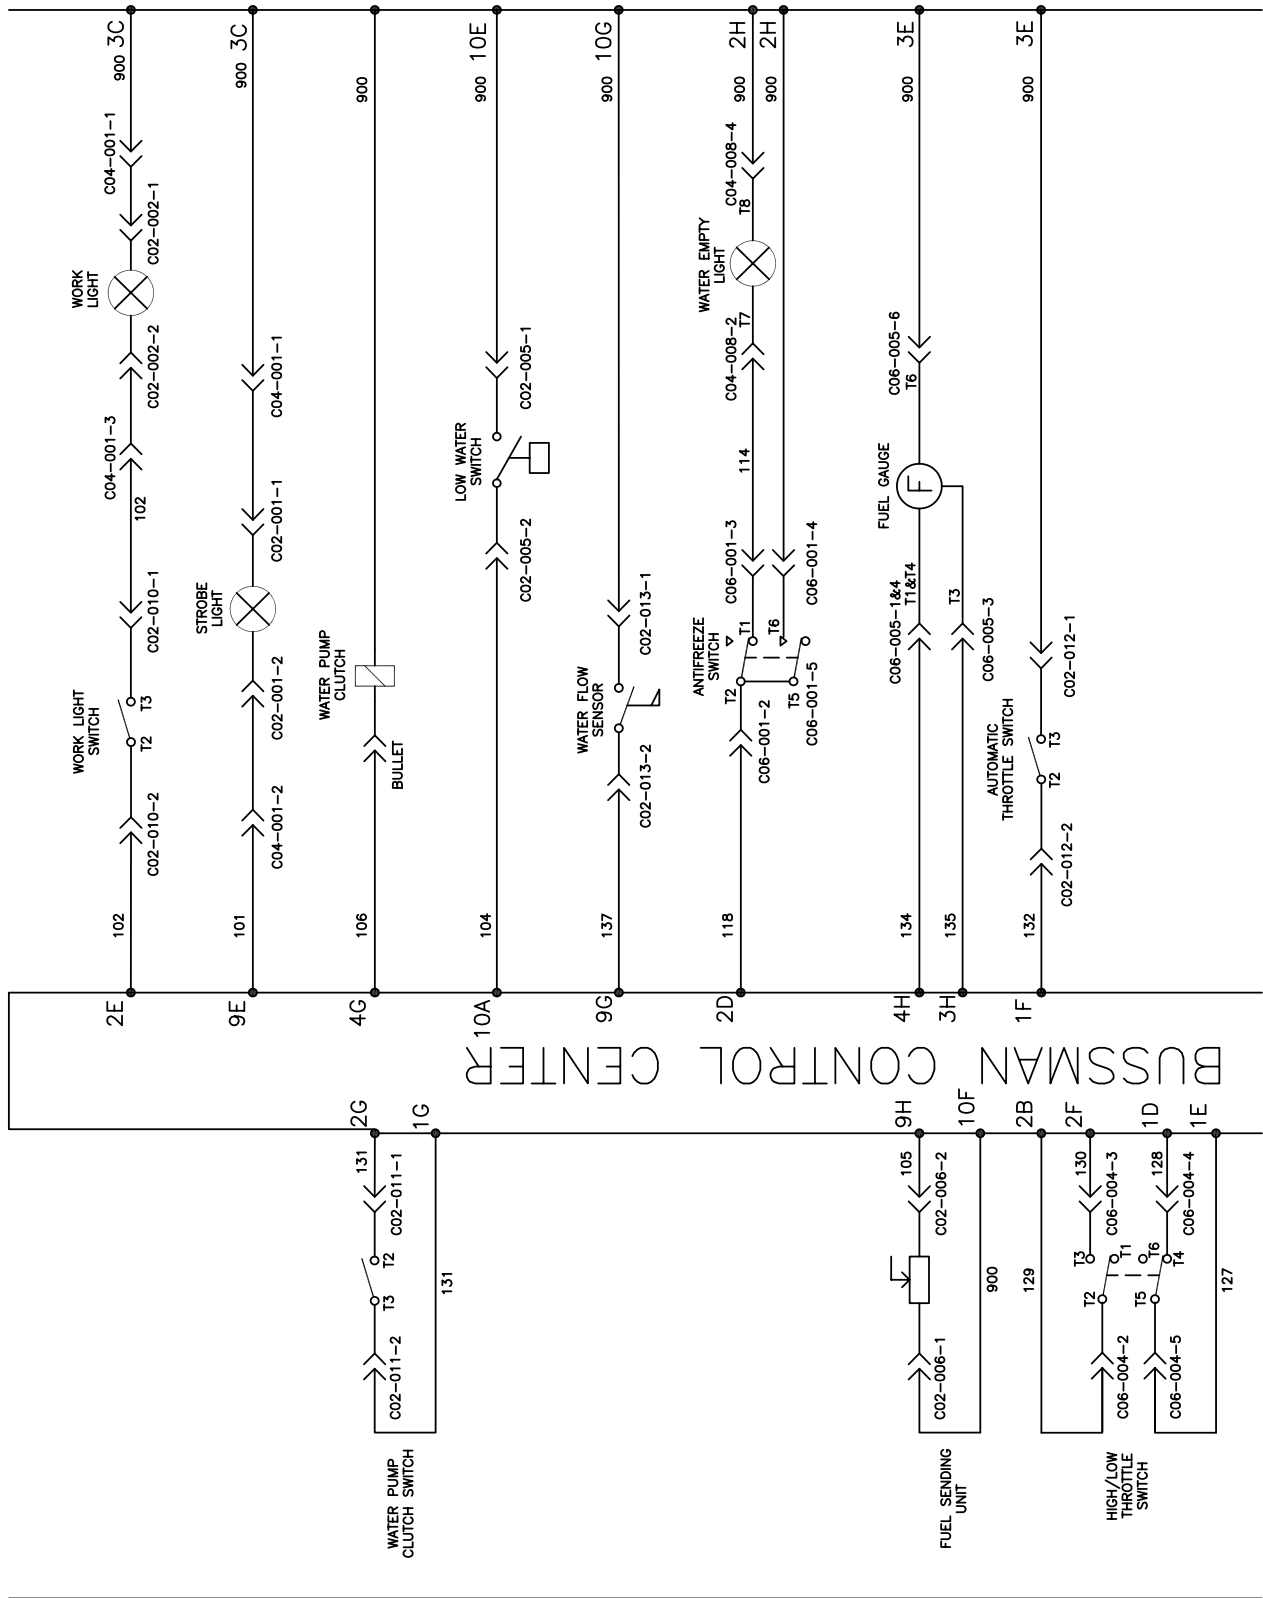 3C
900
C04-001-1
C02-002-1
WORK
LIGHT
C02-002-2
C04-001-3
102
C02-010-1
T3
T2
WORK LIGHT
SWITCH
C02-010-2
102
2E
3C
900
C04-001-1
C02-001-1
STROBE
LIGHT
C02-001-2
C04-001-2
101
9E
900
WATER PUMP
CLUTCH
BULLET
106
4G
10E
900
C02-005-1
LOW WATER
SWITCH
C02-005-2
104
10A
10G
900
C02-013-1
WATER FLOW
SENSOR
C02-013-2
137
9G
2H
2H
900
900
C04-008-4
T8
WATER EMPTY
LIGHT
T7
C04-008-2
114
C06-001-3
C06-001-4
T1
T6
ANTIFREEZE
SWITCH
T2
T5
C06-001-5
C06-001-2
118
2D
3E
900
C06-005-6
T6
FUEL GAUGE
F
T1&T4
C06-005-1&4
T3
C06-005-3
134
135
4H
3H
3E
900
C02-012-1
T3
T2
AUTOMATIC
THROTTLE SWITCH
C02-012-2
132
1F
BUSSMAN CONTROL CENTER
2G
1G
131
C02-011-1
T2
T3
C02-011-2
131
WATER PUMP
CLUTCH SWITCH
9H
10F
105
C02-006-2
C02-006-1
900
FUEL SENDING
UNIT
2B
2F
1D
1E
130
C06-004-3
128
C06-004-4
T3
T1
T6
T4
T2
T5
129
127
C06-004-2
C06-004-5
HIGH/LOW
THROTTLE
SWITCH